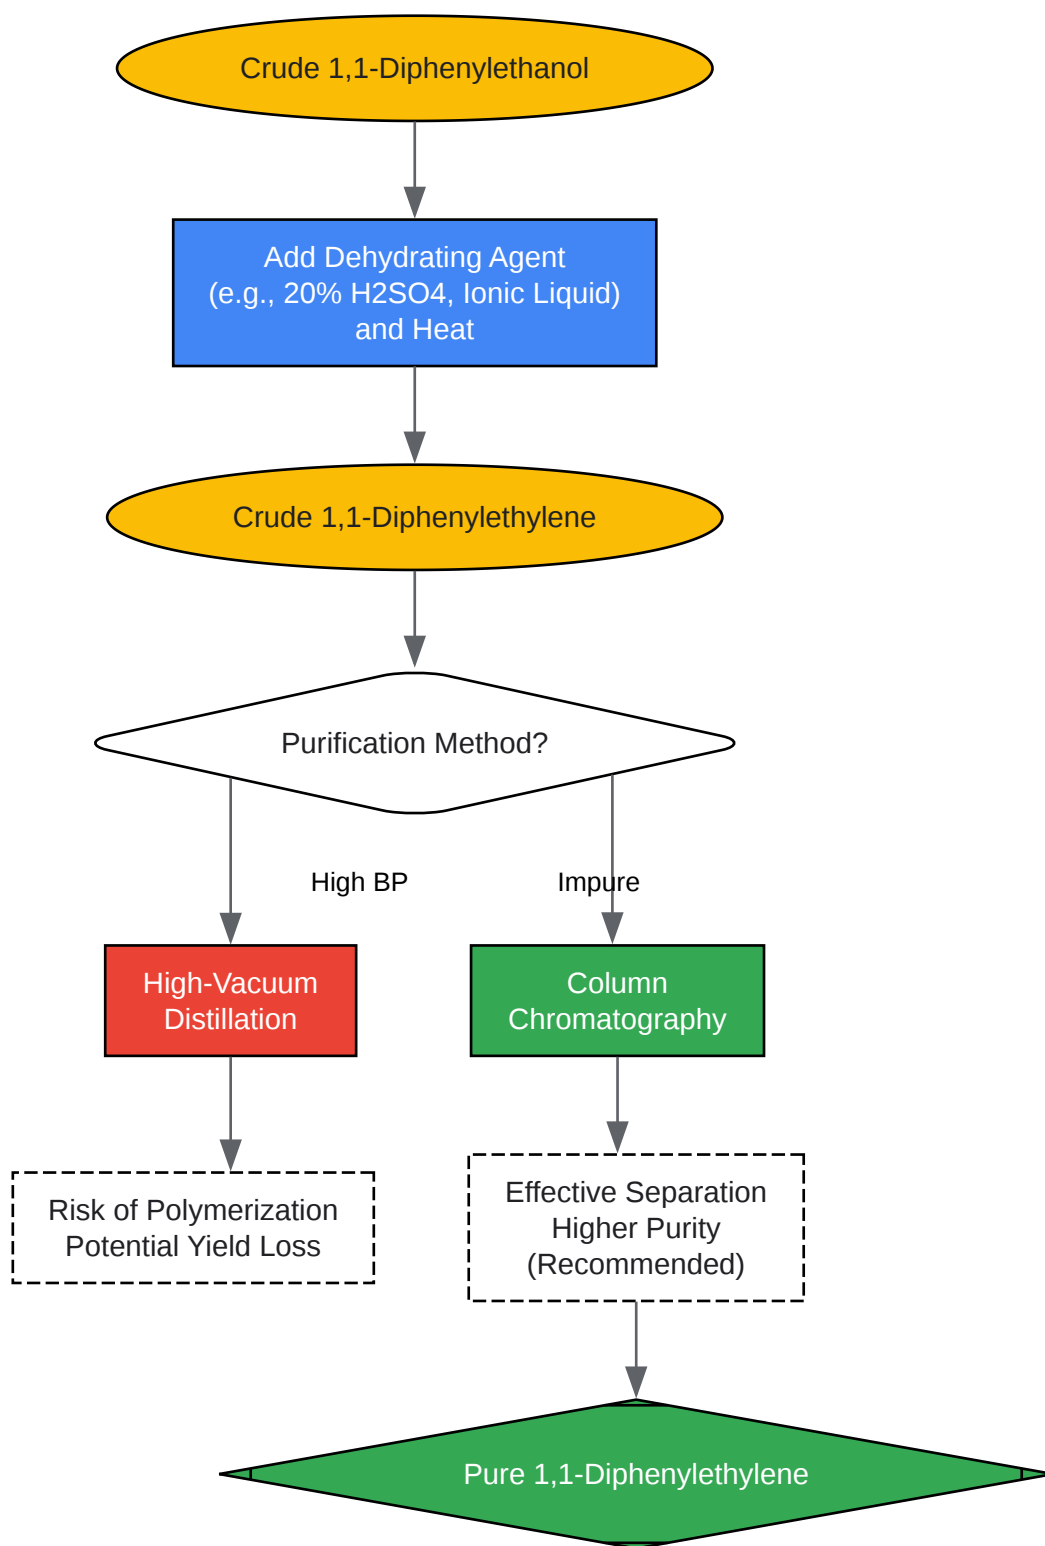 Crude 1,1-Diphenylethanol
Add Dehydrating Agent
(e.g., 20% H2SO4, Ionic Liquid)
and Heat
Crude 1,1-Diphenylethylene
Purification Method?
High BP
Impure
High-Vacuum
Distillation
Column
Chromatography
Risk of Polymerization
Potential Yield Loss
Effective Separation
Higher Purity
(Recommended)
Pure 1,1-Diphenylethylene